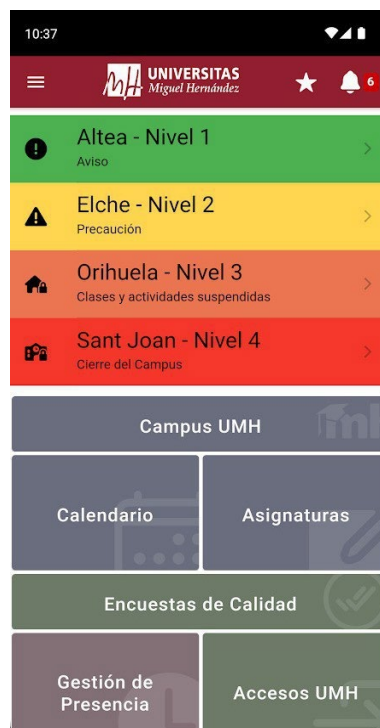 10:37
UNIVERSITAS
Miguel Hernández
6
Altea - Nivel 1
Aviso
Elche - Nivel 2
Precaución
Orihuela - Nivel 3
Clases y actividades suspendidas
Sant Joan - Nivel 4
Cierre del Campus
Campus UMH
Calendario
Asignaturas
Encuestas de Calidad
Gestión de
Presencia
Accesos UMH